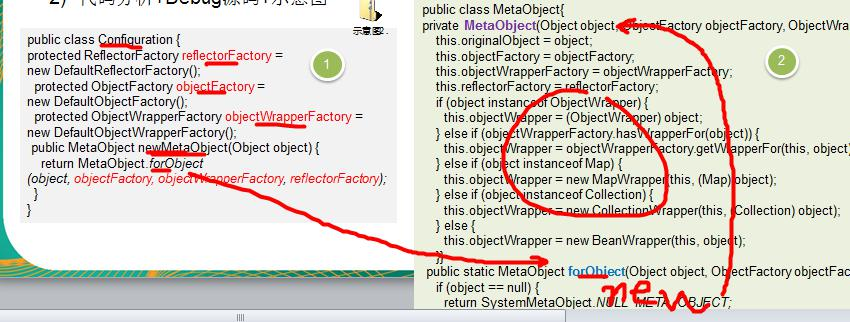 2) 代码分析+Debug源码+示意图
示意图2.
public class Configuration {
protected ReflectorFactory reflectorFactory =
new DefaultReflectorFactory();
protected ObjectFactory objectFactory =
new DefaultObjectFactory();
protected ObjectWrapperFactory objectWrapperFactory =
new DefaultObjectWrapperFactory();
public MetaObject newMetaObject(Object object) {
return MetaObject.forObject
(object, objectFactory, objectWrapperFactory, reflectorFactory);
}
}
1
public class MetaObject{
private MetaObject(Object object, ObjectFactory objectFactory, ObjectWra
this.originalObject = object;
this.objectFactory = objectFactory;
this.objectWrapperFactory = objectWrapperFactory;
this.reflectorFactory = reflectorFactory;
if (object instanceof ObjectWrapper) {
this.objectWrapper = (ObjectWrapper) object;
} else if (objectWrapperFactory.hasWrapperFor(object)) {
this.objectWrapper = objectWrapperFactory.getWrapperFor(this, object)
} else if (object instanceof Map) {
this.objectWrapper = new MapWrapper(this, (Map) object);
} else if (object instanceof Collection) {
this.objectWrapper = new CollectionWrapper(this, (Collection) object);
} else {
this.objectWrapper = new BeanWrapper(this, object);
}}
public static MetaObject forObject(Object object, ObjectFactory objectFac
if (object == null) {
return SystemMetaObject.NULL_META_OBJECT;
2
new